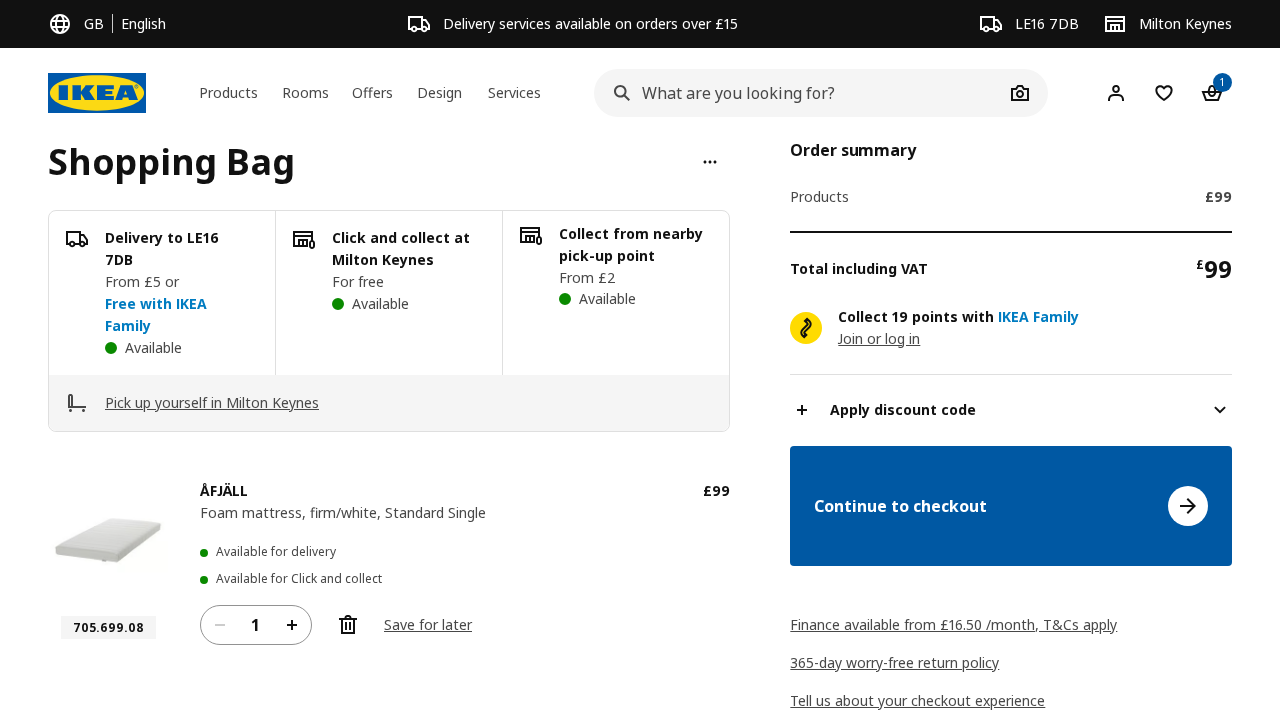 GB | English
Delivery services available on orders over £15
LE16 7DB
Milton Keynes
IKEA
Products Rooms Offers Design Services
What are you looking for?
1
Shopping Bag
Delivery to LE16
7DB
From £5 or
Free with IKEA
Family
Available
Click and collect at
Milton Keynes
For free
Available
Collect from nearby
pick-up point
From £2
Available
Pick up yourself in Milton Keynes
ÅFJÄLL £99
Foam mattress, firm/white, Standard Single
Available for delivery
Available for Click and collect
705.699.08
1
Save for later
Order summary
Products £99
Total including VAT £99
Collect 19 points with IKEA Family
Join or log in
Apply discount code
Continue to checkout
Finance available from £16.50 /month, T&Cs apply
365-day worry-free return policy
Tell us about your checkout experience